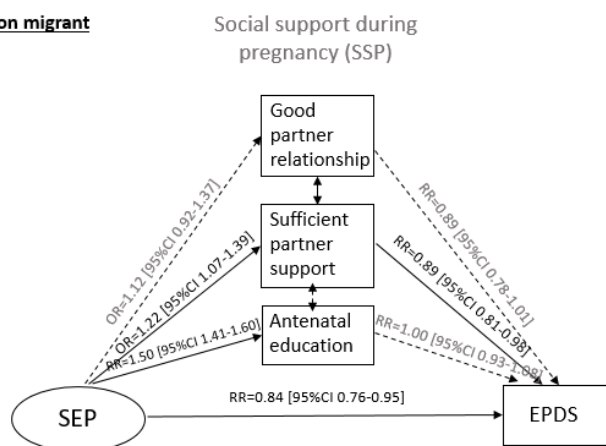 on migrant
Social support during
pregnancy (SSP)
Good
partner
relationship
OR=1.12 [95%CI 0.92-1.37]
RR=0.89 [95%CI 0.78-1.01]
Sufficient
partner
support
OR=1.22 [95%CI 1.07-1.39]
RR=0.89 [95%CI 0.81-0.98]
Antenatal
education
RR=1.50 [95%CI 1.41-1.60]
RR=1.00 [95%CI 0.93-1.08]
RR=0.84 [95%CI 0.76-0.95]
SEP
EPDS